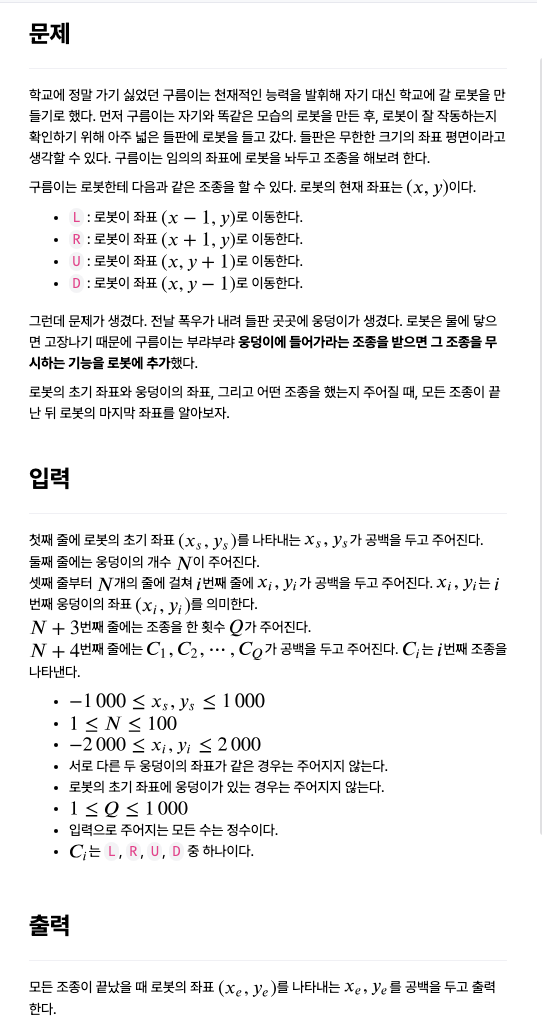 문제
학교에 정말 가기 싫었던 구름이는 천재적인 능력을 발휘해 자기 대신 학교에 갈 로봇을 만
들기로 했다. 먼저 구름이는 자기와 똑같은 모습의 로봇을 만든 후, 로봇이 잘 작동하는지
확인하기 위해 아주 넓은 들판에 로봇을 들고 갔다. 들판은 무한한 크기의 좌표 평면이라고
생각할 수 있다. 구름이는 임의의 좌표에 로봇을 놔두고 조종을 해보려 한다.
구름이는 로봇한테 다음과 같은 조종을 할 수 있다. 로봇의 현재 좌표는 (x, y)이다.
• L : 로봇이 좌표 (x − 1, y)로 이동한다.
• R : 로봇이 좌표 (x + 1, y)로 이동한다.
• U : 로봇이 좌표 (x, y + 1)로 이동한다.
• D : 로봇이 좌표 (x, y − 1)로 이동한다.
그런데 문제가 생겼다. 전날 폭우가 내려 들판 곳곳에 웅덩이가 생겼다. 로봇은 물에 닿으
면 고장나기 때문에 구름이는 부랴부랴 웅덩이에 들어가라는 조종을 받으면 그 조종을 무
시하는 기능을 로봇에 추가했다.
로봇의 초기 좌표와 웅덩이의 좌표, 그리고 어떤 조종을 했는지 주어질 때, 모든 조종이 끝
난 뒤 로봇의 마지막 좌표를 알아보자.
입력
첫째 줄에 로봇의 초기 좌표 (x_s, y_s)를 나타내는 x_s, y_s가 공백을 두고 주어진다.
둘째 줄에는 웅덩이의 개수 N이 주어진다.
셋째 줄부터 N개의 줄에 걸쳐 i번째 줄에 x_i, y_i가 공백을 두고 주어진다. x_i, y_i는 i
번째 웅덩이의 좌표 (x_i, y_i)를 의미한다.
N + 3번째 줄에는 조종을 한 횟수 Q가 주어진다.
N + 4번째 줄에는 C_1, C_2, ⋯ , C_Q가 공백을 두고 주어진다. C_i는 i번째 조종을
나타낸다.
• −1 000 ≤ x_s, y_s ≤ 1 000
• 1 ≤ N ≤ 100
• −2 000 ≤ x_i, y_i ≤ 2 000
• 서로 다른 두 웅덩이의 좌표가 같은 경우는 주어지지 않는다.
• 로봇의 초기 좌표에 웅덩이가 있는 경우는 주어지지 않는다.
• 1 ≤ Q ≤ 1 000
• 입력으로 주어지는 모든 수는 정수이다.
• C_i는 L, R, U, D 중 하나이다.
출력
모든 조종이 끝났을 때 로봇의 좌표 (x_e, y_e)를 나타내는 x_e, y_e를 공백을 두고 출력
한다.